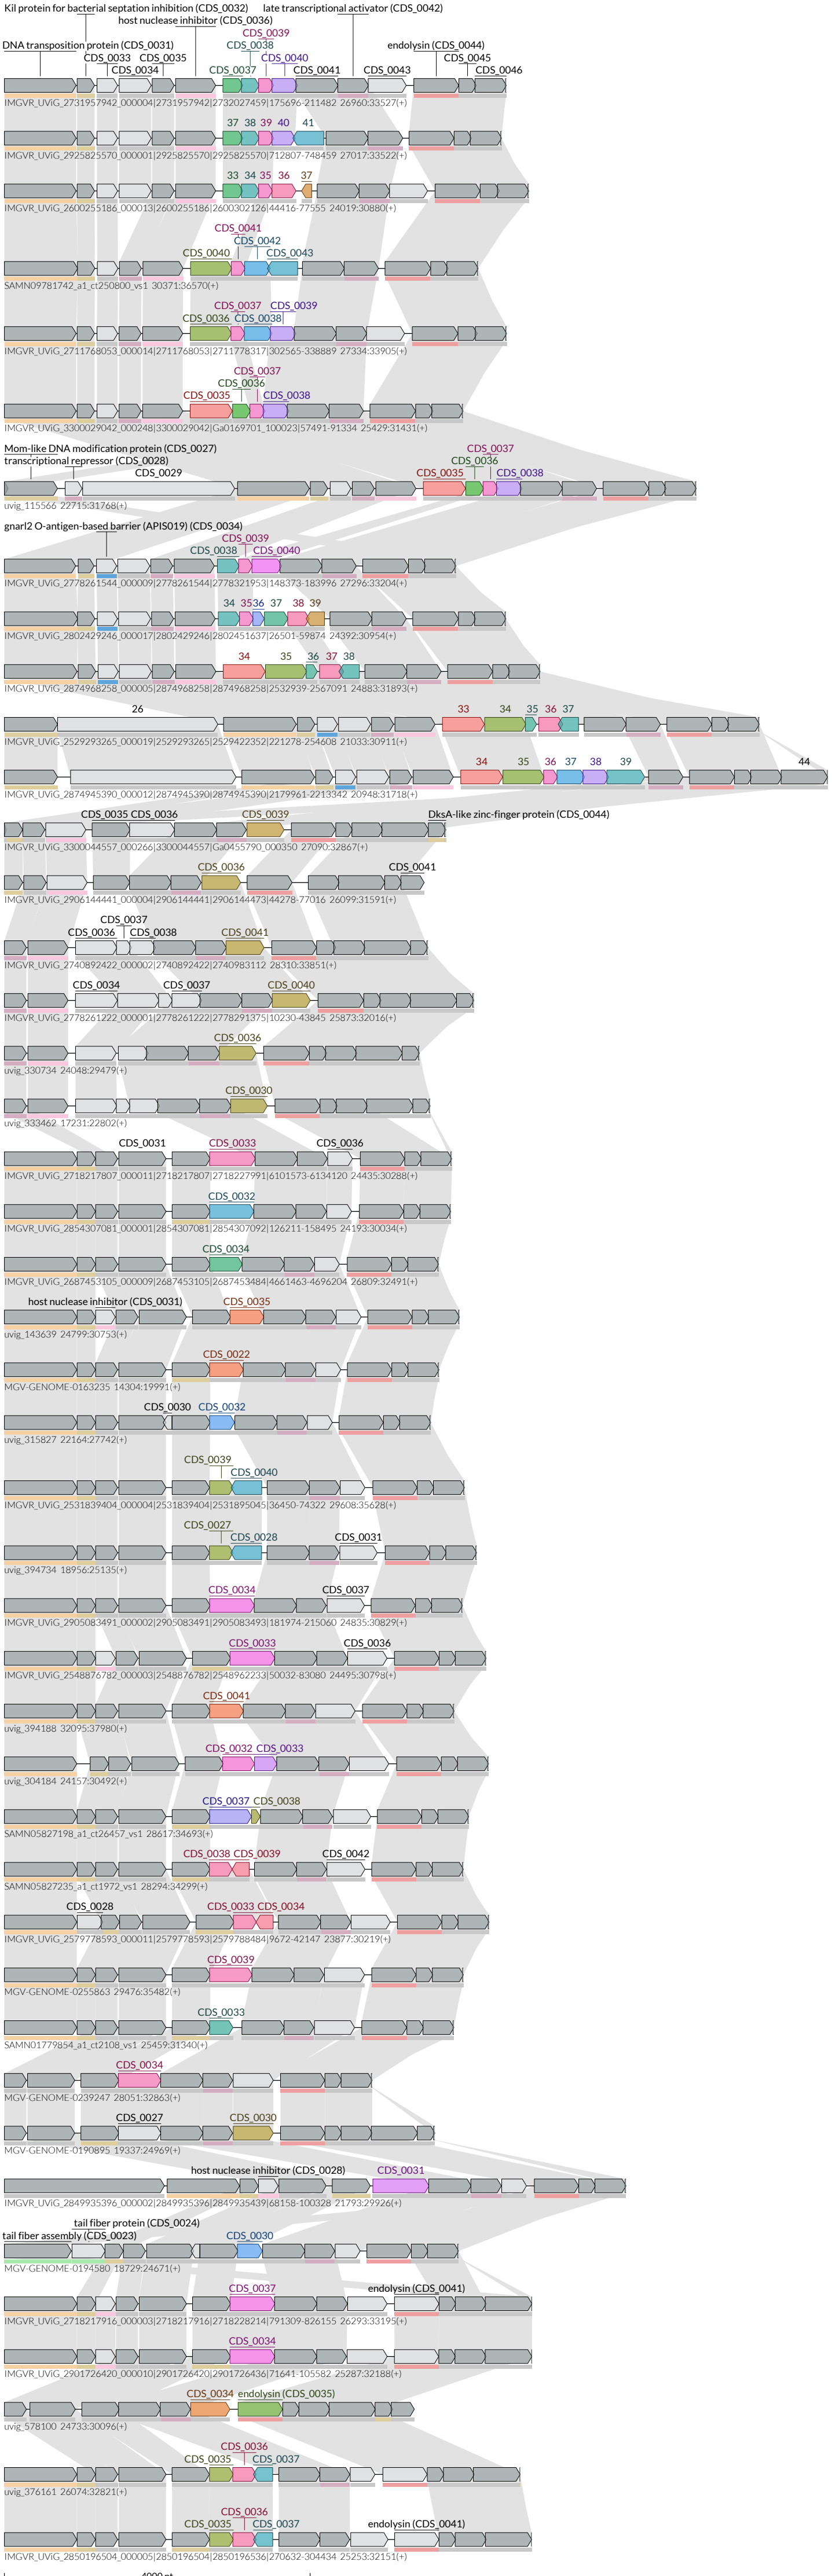 Kil protein for bacterial septation inhibition (CDS_0032) late transcriptional activator (CDS_0042)
host nuclease inhibitor (CDS_0036)
CDS_0039
DNA transposition protein (CDS_0031) CDS_0038 endolysin (CDS_0044)
CDS_0033 CDS_0035 CDS_0040 CDS_0045
CDS_0034 CDS_0037 CDS_0041 CDS_0043 CDS_0046
IMGVR_UViG_2731957942_000004|2731957942|2732027459|175696-211482 26960:33527(+)
37 38 39 40 41
IMGVR_UViG_2925825570_000001|2925825570|2925825570|712807-748459 27017:33522(+)
33 34 35 36 37
IMGVR_UViG_2600255186_000013|2600255186|2600302126|44416-77555 24019:30880(+)
CDS_0041
CDS_0042
CDS_0040 CDS_0043
SAMN09781742_a1_ct250800_vs1 30371:36570(+)
CDS_0037 CDS_0039
CDS_0036 CDS_0038
IMGVR_UViG_2711768053_000014|2711768053|2711778317|302565-338889 27334:33905(+)
CDS_0037
CDS_0036
CDS_0035 CDS_0038
IMGVR_UViG_3300029042_000248|3300029042|Ga0169701_100023|57491-91334 25429:31431(+)
Mom-like DNA modification protein (CDS_0027) CDS_0037
transcriptional repressor (CDS_0028) CDS_0036
CDS_0029 CDS_0035 CDS_0038
uvig_115566 22715:31768(+)
gnarl2 O-antigen-based barrier (APIS019) (CDS_0034)
CDS_0039
CDS_0038 CDS_0040
IMGVR_UViG_2778261544_000009|2778261544|2778321953|148373-183996 27296:33204(+)
34 35 36 37 38 39
IMGVR_UViG_2802429246_000017|2802429246|2802451637|26501-59874 24392:30954(+)
34 35 36 37 38
IMGVR_UViG_2874968258_000005|2874968258|2874968258|2532939-2567091 24883:31893(+)
26 33 34 35 36 37
IMGVR_UViG_2529293265_000019|2529293265|2529422352|221278-254608 21033:30911(+)
34 35 36 37 38 39 44
IMGVR_UViG_2874945390_000012|2874945390|2874945390|2179961-2213342 20948:31718(+)
CDS_0035 CDS_0036 CDS_0039 DksA-like zinc-finger protein (CDS_0044)
IMGVR_UViG_3300044557_000266|3300044557|Ga0455790_000350 27090:32867(+)
CDS_0036 CDS_0041
IMGVR_UViG_2906144441_000004|2906144441|2906144473|44278-77016 26099:31591(+)
CDS_0037
CDS_0036 CDS_0038 CDS_0041
IMGVR_UViG_2740892422_000002|2740892422|2740983112 28310:33851(+)
CDS_0034 CDS_0037 CDS_0040
IMGVR_UViG_2778261222_000001|2778261222|2778291375|10230-43845 25873:32016(+)
CDS_0036
uvig_330734 24048:29479(+)
CDS_0030
uvig_333462 17231:22802(+)
CDS_0031 CDS_0033 CDS_0036
IMGVR_UViG_2718217807_000011|2718217807|2718227991|6101573-6134120 24435:30288(+)
CDS_0032
IMGVR_UViG_2854307081_000001|2854307081|2854307092|126211-158495 24193:30034(+)
CDS_0034
IMGVR_UViG_2687453105_000009|2687453105|2687453484|4661463-4696204 26809:32491(+)
host nuclease inhibitor (CDS_0031) CDS_0035
uvig_143639 24799:30753(+)
CDS_0022
MGV-GENOME-0163235 14304:19991(+)
CDS_0030 CDS_0032
uvig_315827 22164:27742(+)
CDS_0039
CDS_0040
IMGVR_UViG_2531839404_000004|2531839404|2531895045|36450-74322 29608:35628(+)
CDS_0027
CDS_0028 CDS_0031
uvig_394734 18956:25135(+)
CDS_0034 CDS_0037
IMGVR_UViG_2905083491_000002|2905083491|2905083493|181974-215060 24835:30829(+)
CDS_0033 CDS_0036
IMGVR_UViG_2548876782_000003|2548876782|2548962233|50032-83080 24495:30798(+)
CDS_0041
uvig_394188 32095:37980(+)
CDS_0032 CDS_0033
uvig_304184 24157:30492(+)
CDS_0037 CDS_0038
SAMN05827198_a1_ct26457_vs1 28617:34693(+)
CDS_0038 CDS_0039 CDS_0042
SAMN05827235_a1_ct1972_vs1 28294:34299(+)
CDS_0028 CDS_0033 CDS_0034
IMGVR_UViG_2579778593_000011|2579778593|2579788484|9672-42147 23877:30219(+)
CDS_0039
MGV-GENOME-0255863 29476:35482(+)
CDS_0033
SAMN01779854_a1_ct2108_vs1 25459:31340(+)
CDS_0034
MGV-GENOME-0239247 28051:32863(+)
CDS_0027 CDS_0030
MGV-GENOME-0190895 19337:24969(+)
host nuclease inhibitor (CDS_0028) CDS_0031
IMGVR_UViG_2849935396_000002|2849935396|2849935439|68158-100328 21793:29926(+)
tail fiber protein (CDS_0024)
tail fiber assembly (CDS_0023) CDS_0030
MGV-GENOME-0194580 18729:24671(+)
CDS_0037 endolysin (CDS_0041)
IMGVR_UViG_2718217916_000003|2718217916|2718228214|791309-826155 26293:33195(+)
CDS_0034
IMGVR_UViG_2901726420_000010|2901726420|2901726436|71641-105582 25287:32188(+)
CDS_0034 endolysin (CDS_0035)
uvig_578100 24733:30096(+)
CDS_0036
CDS_0035 CDS_0037
uvig_376161 26074:32821(+)
CDS_0036
CDS_0035 CDS_0037 endolysin (CDS_0041)
IMGVR_UViG_2850196504_000005|2850196504|2850196536|270632-304434 25253:32151(+)